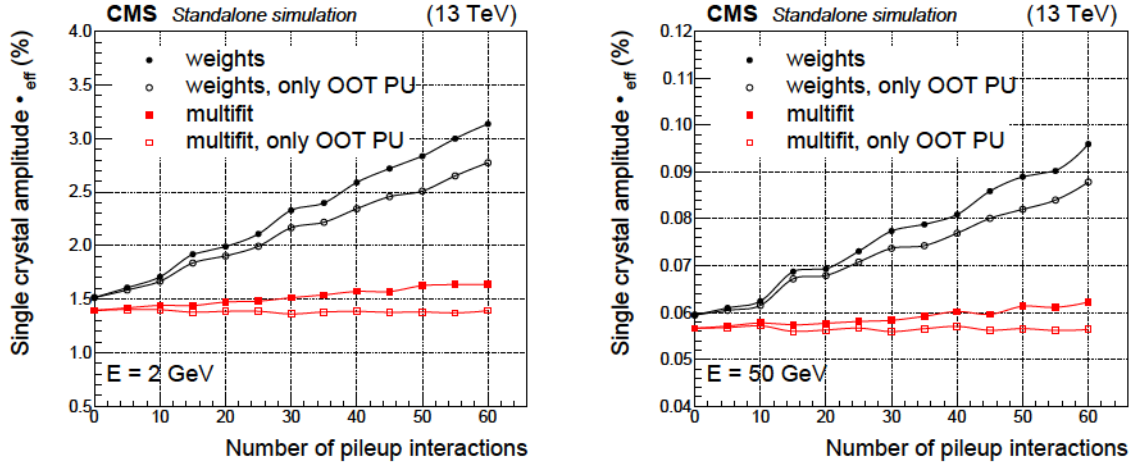 CMS Standalone simulation (13 TeV)
weights
weights, only OOT PU
multifit
multifit, only OOT PU
Single crystal amplitude • eff (%)
3.5
3.0
2.5
2.0
1.5
1.0
0.5
E = 2 GeV
0 10 20 30 40 50 60
Number of pileup interactions
CMS Standalone simulation (13 TeV)
weights
weights, only OOT PU
multifit
multifit, only OOT PU
Single crystal amplitude • eff (%)
0.12
0.11
0.10
0.09
0.08
0.07
0.06
0.05
0.04
E = 50 GeV
0 10 20 30 40 50 60
Number of pileup interactions